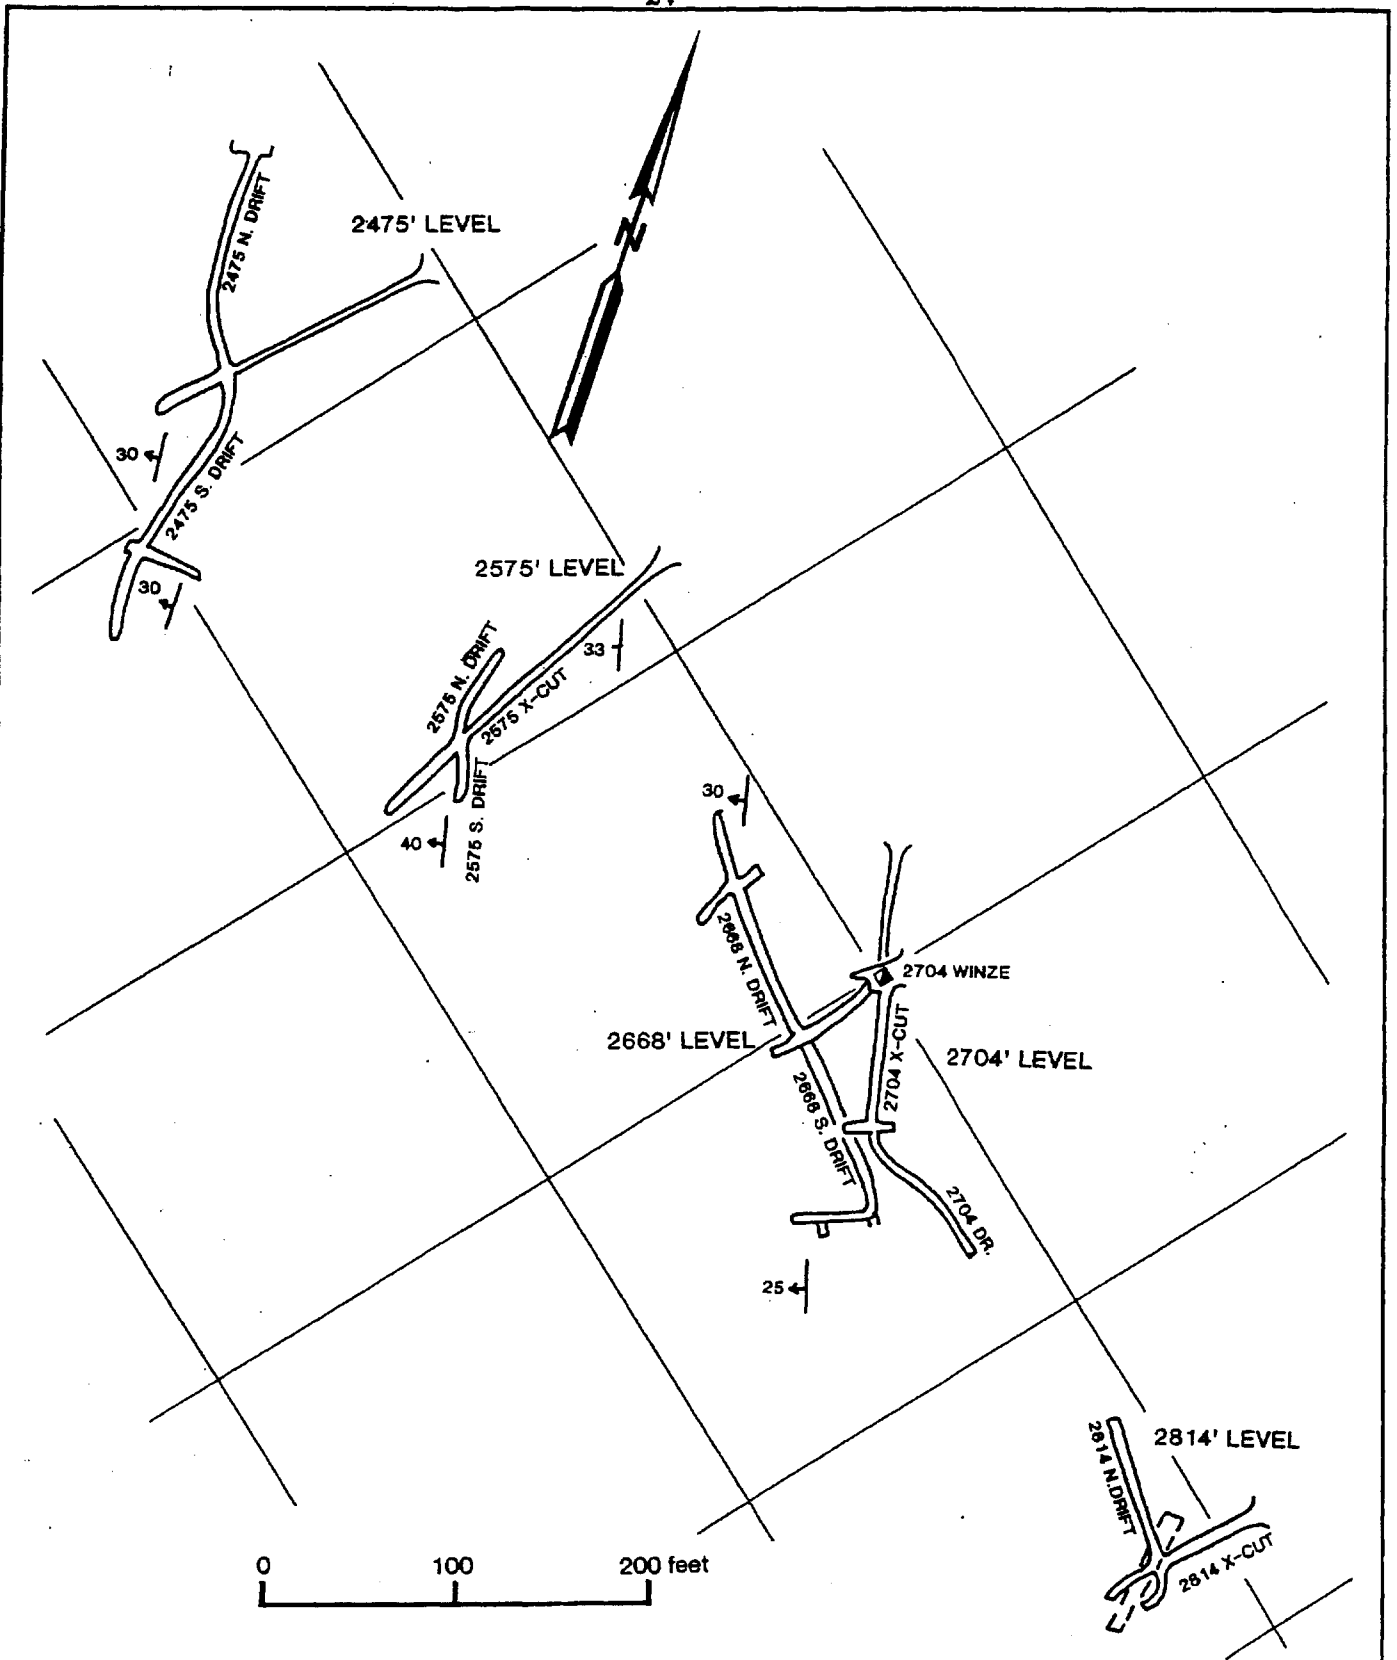 2475 N. DRIFT
2475' LEVEL
N
30
2475 S. DRIFT
30
2575' LEVEL
2575 N. DRIFT
33
2575 X-CUT
2575 S. DRIFT
40
30
2668 N. DRIFT
2704 WINZE
2668' LEVEL
2704 X-CUT
2704' LEVEL
2668 S. DRIFT
2704 DR.
25
2814 N. DRIFT
2814' LEVEL
2814 X-CUT
0 100 200 feet